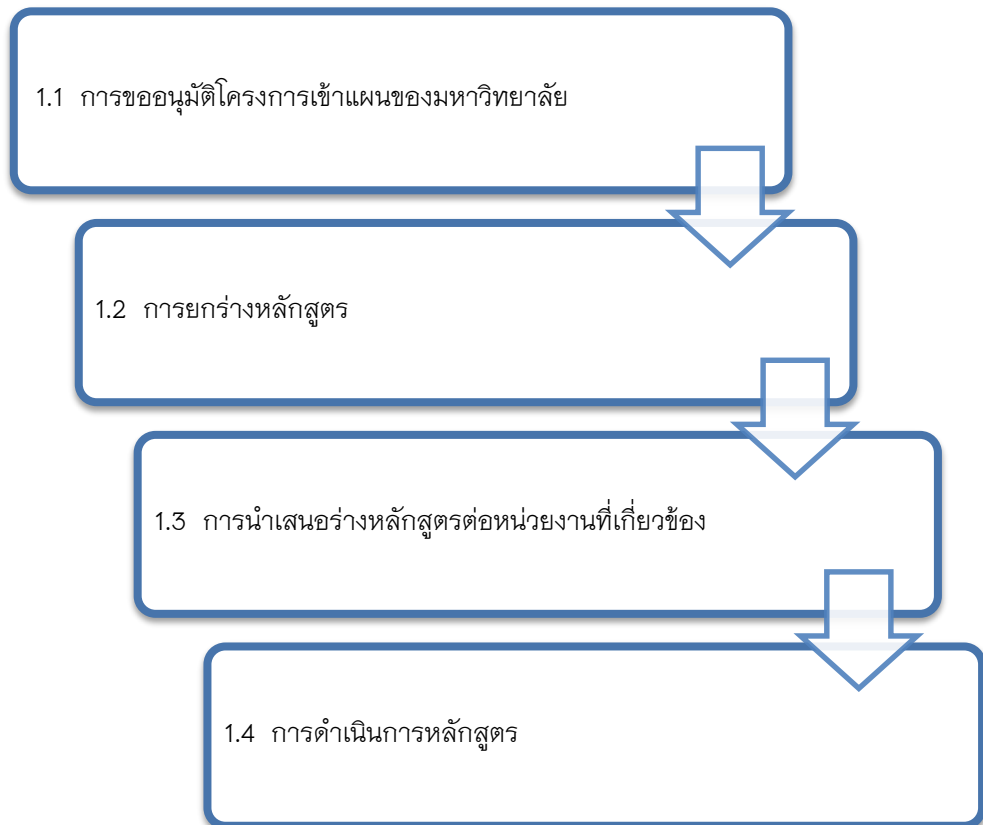 1.1 การขออนุมัติโครงการเข้าแผนของมหาวิทยาลัย
1.2 การยกร่างหลักสูตร
1.3 การนำเสนอร่างหลักสูตรต่อหน่วยงานที่เกี่ยวข้อง
1.4 การดำเนินการหลักสูตร